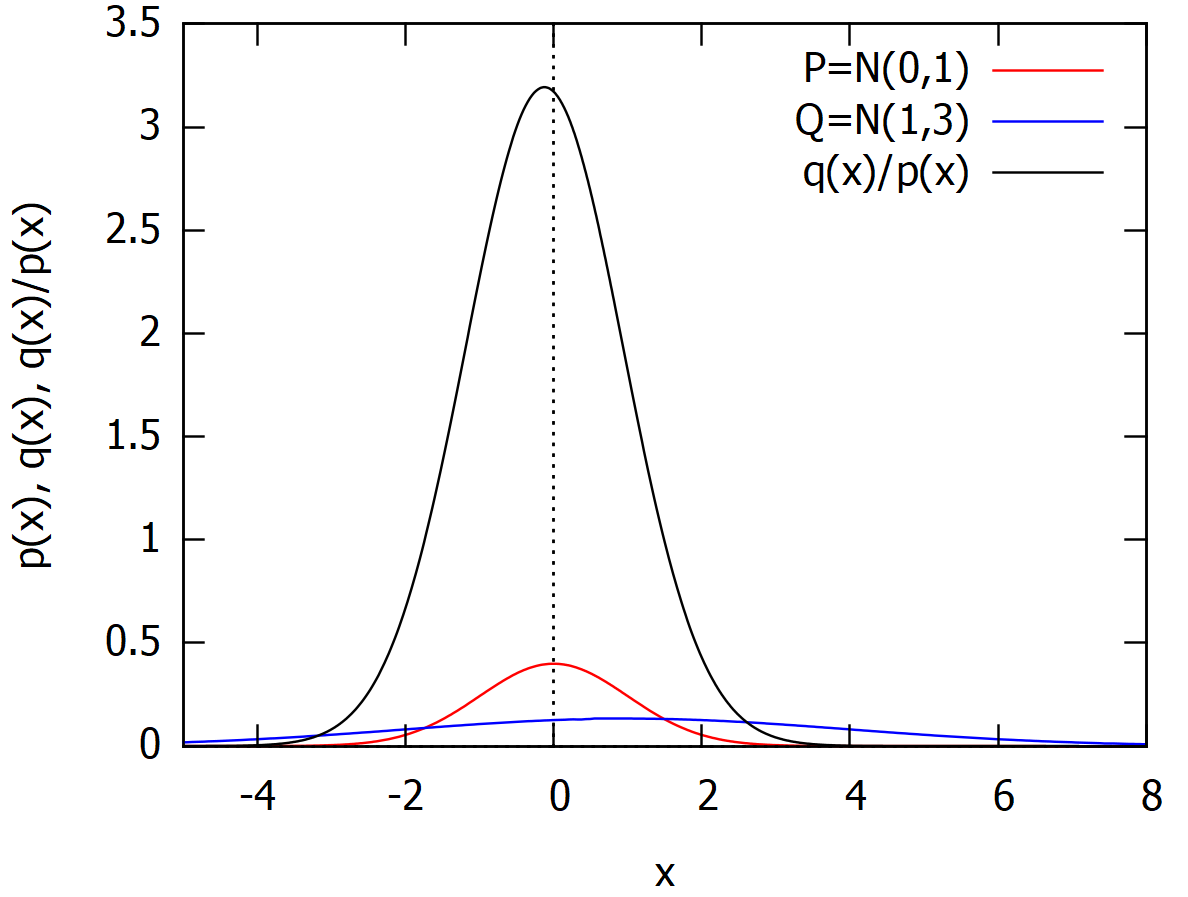 3.5
3
2.5
2
1.5
1
0.5
0
p(x), q(x), q(x)/p(x)
P=N(0,1)
Q=N(1,3)
q(x)/p(x)
-4 -2 0 2 4 6 8
x